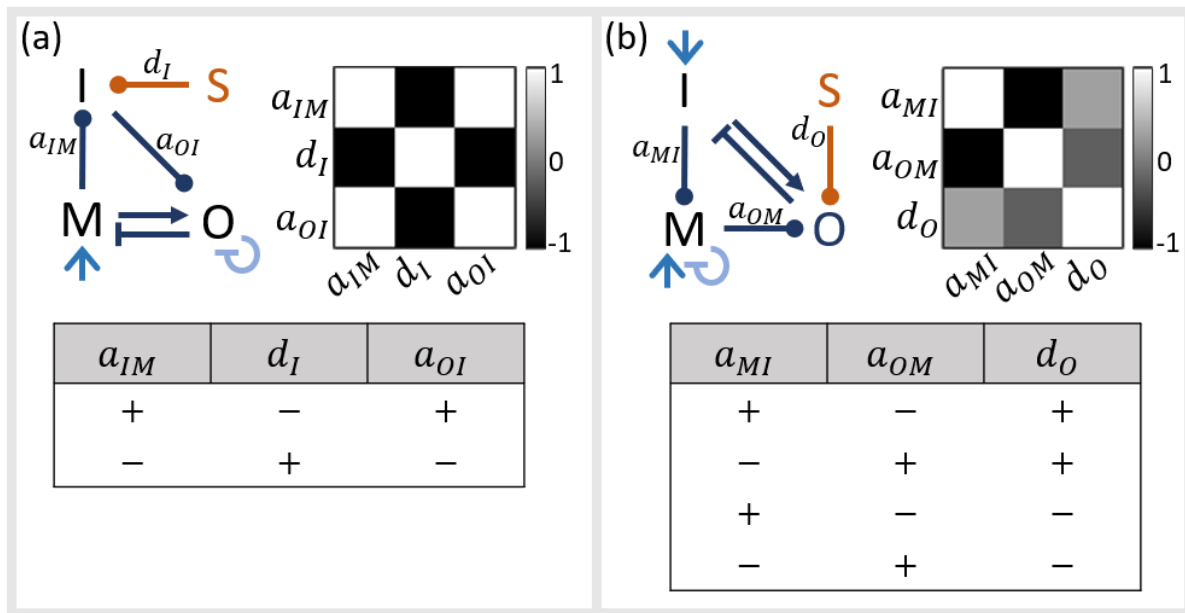 (a)
d_I
I
S
a_IM
a_OI
M
O
a_IM
d_I
a_OI
a_IM
d_I
a_OI
1
0
-1
a_IM d_I a_OI
+ − +
− + −
(b)
I
S
a_MI
d_O
a_OM
M
O
a_MI
a_OM
d_O
a_MI
a_OM
d_O
1
0
-1
a_MI a_OM d_O
+ − +
− + +
+ − −
− + −